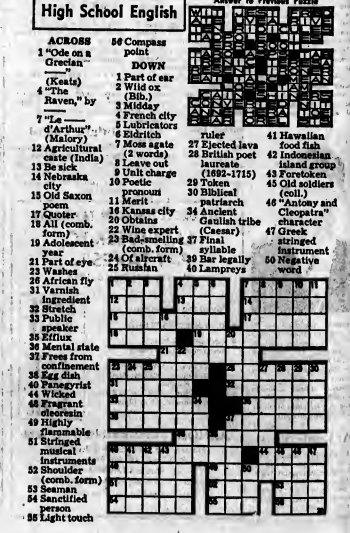 High School English
Answer to Previous Puzzle
ACROSS
1 "Ode on a
Grecian
——"
(Keats)
4 "The
Raven," by
——
7 "Le ——
d'Arthur"
(Malory)
12 Agricultural
caste (India)
13 Be sick
14 Nebraska
city
15 Old Saxon
poem
17 Quoter
18 All (comb.
form)
19 Adolescent
year
21 Part of eye
23 Washes
26 African fly
31 Varnish
ingredient
32 Stretch
33 Public
speaker
35 Efflux
36 Mental state
37 Frees from
confinement
38 Egg dish
40 Panegyrist
44 Wicked
48 Fragrant
oleoresin
49 Highly
flammable
51 Stringed
musical
instruments
52 Shoulder
(comb. form)
53 Seaman
54 Sanctified
person
55 Light touch
56 Compass
point
DOWN
1 Part of ear
2 Wild ox
(Bib.)
3 Midday
4 French city
5 Lubricators
6 Eldritch
7 Moss agate
(2 words)
8 Leave out
9 Unit charge
10 Poetic
pronoun
11 Merit
16 Kansas city
20 Obtains
22 Wine expert
23 Bad-smelling
(comb. form)
24 Of aircraft
25 Russian
ruler
27 Ejected lava
28 British poet
laureate
(1692-1715)
29 Token
30 Biblical
patriarch
34 Ancient
Gaulish tribe
(Caesar)
37 Final
syllable
39 Bar legally
40 Lampreys
41 Hawaiian
food fish
42 Indonesian
island group
43 Foretoken
45 Old soldiers
(coll.)
46 "Antony and
Cleopatra"
character
47 Greek
stringed
instrument
50 Negative
word